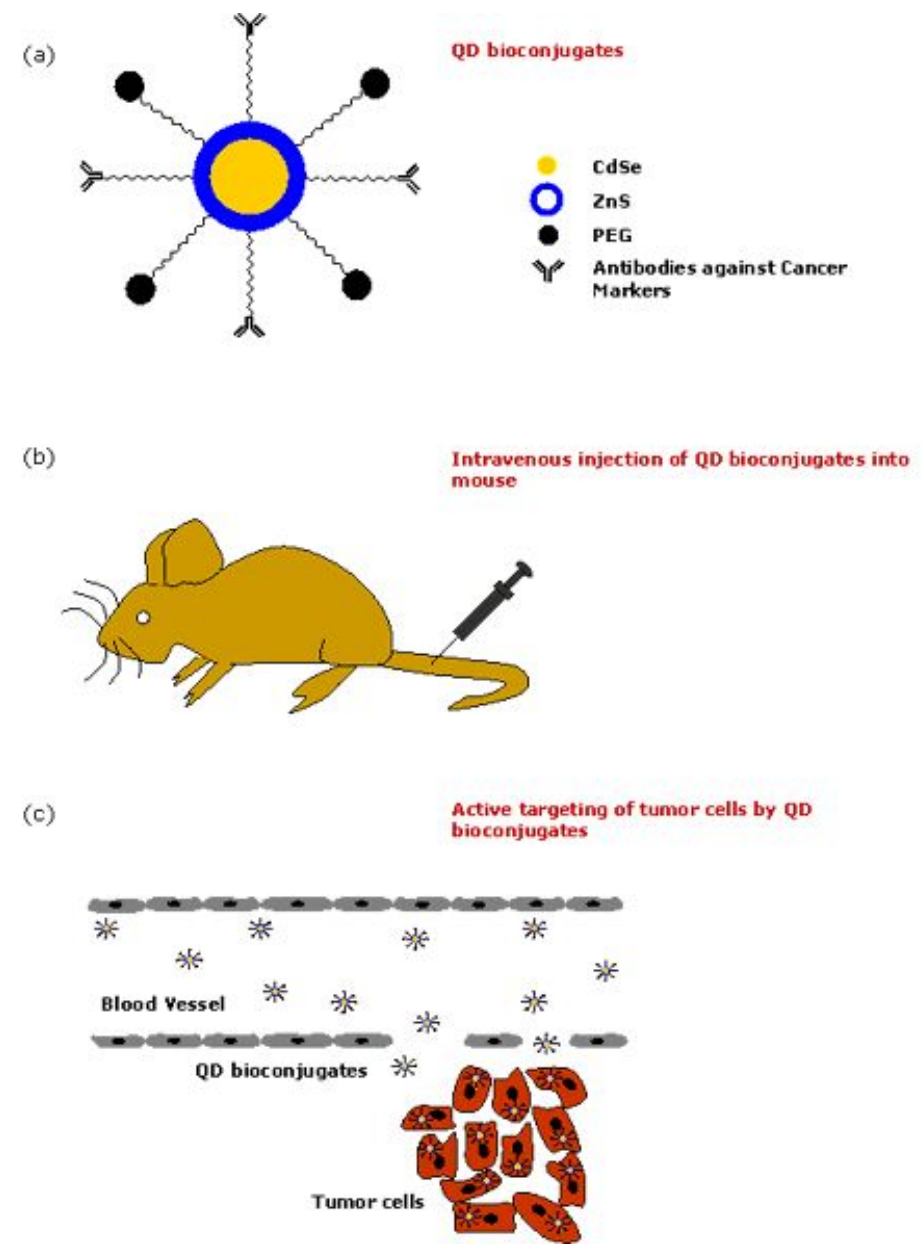 (a)
QD bioconjugates
CdSe
ZnS
PEG
Antibodies against Cancer
Markers
(b)
Intravenous injection of QD bioconjugates into
mouse
(c)
Active targeting of tumor cells by QD
bioconjugates
Blood Vessel
QD bioconjugates
Tumor cells